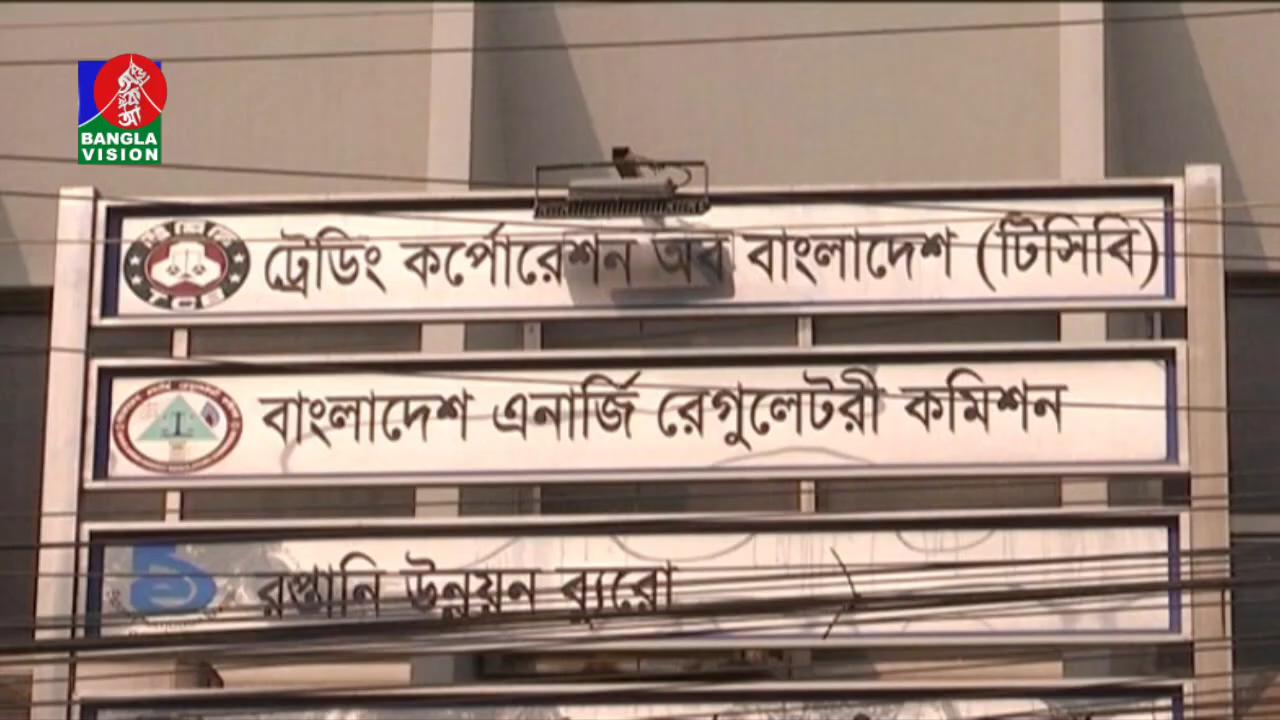 BANGLA
VISION
ট্রেডিং কর্পোরেশন অব বাংলাদেশ (টিসিবি)
বাংলাদেশ এনার্জি রেগুলেটরী কমিশন
রপ্তানি উন্নয়ন ব্যুরো